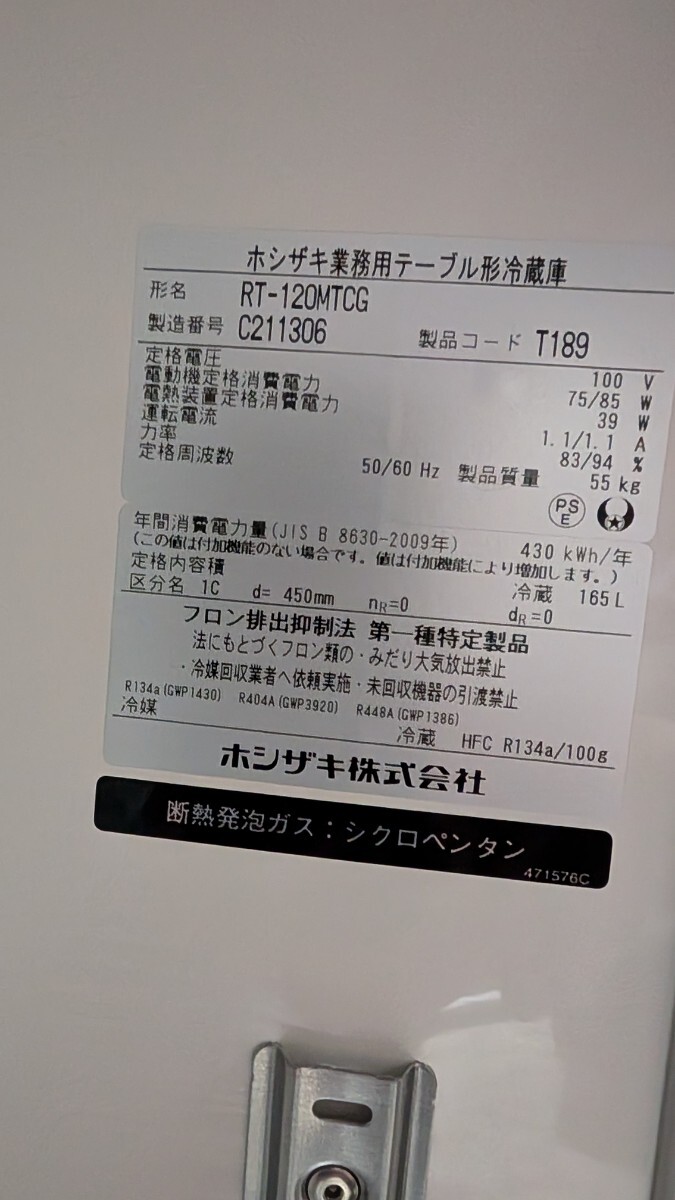 ホシザキ業務用テーブル形冷蔵庫
形名 RT-120MTCG
製造番号 C211306 製品コード T189
定格電圧 100 V
電動機定格消費電力 75/85 W
電熱装置定格消費電力 39 W
運転電流 1.1/1.1 A
力率 83/94 %
定格周波数 50/60 Hz 製品質量 55 kg
PS
E
年間消費電力量(JIS B 8630-2009年) 430 kWh/年
(この値は付加機能のない場合です。値は付加機能により増加します。)
定格内容積 冷蔵 165L
区分名 1C d= 450mm nR=0 dR=0
フロン排出抑制法 第一種特定製品
法にもとづくフロン類の・みだり大気放出禁止
・冷媒回収業者へ依頼実施・未回収機器の引渡禁止
R134a(GWP1430) R404A(GWP3920) R448A(GWP1386)
冷媒 冷蔵 HFC R134a/100g
ホシザキ株式会社
断熱発泡ガス：シクロペンタン
471576C